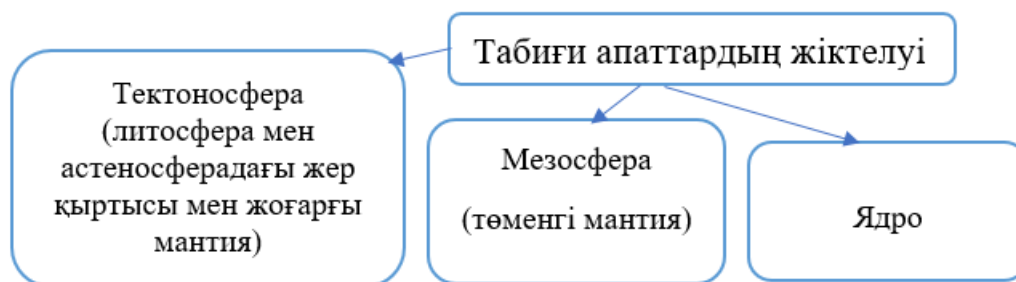 Табиғи апаттардың жіктелуі
Тектоносфера
(литосфера мен
астеносферадағы жер
қыртысы мен жоғарғы
мантия)
Мезосфера
(төменгі мантия)
Ядро